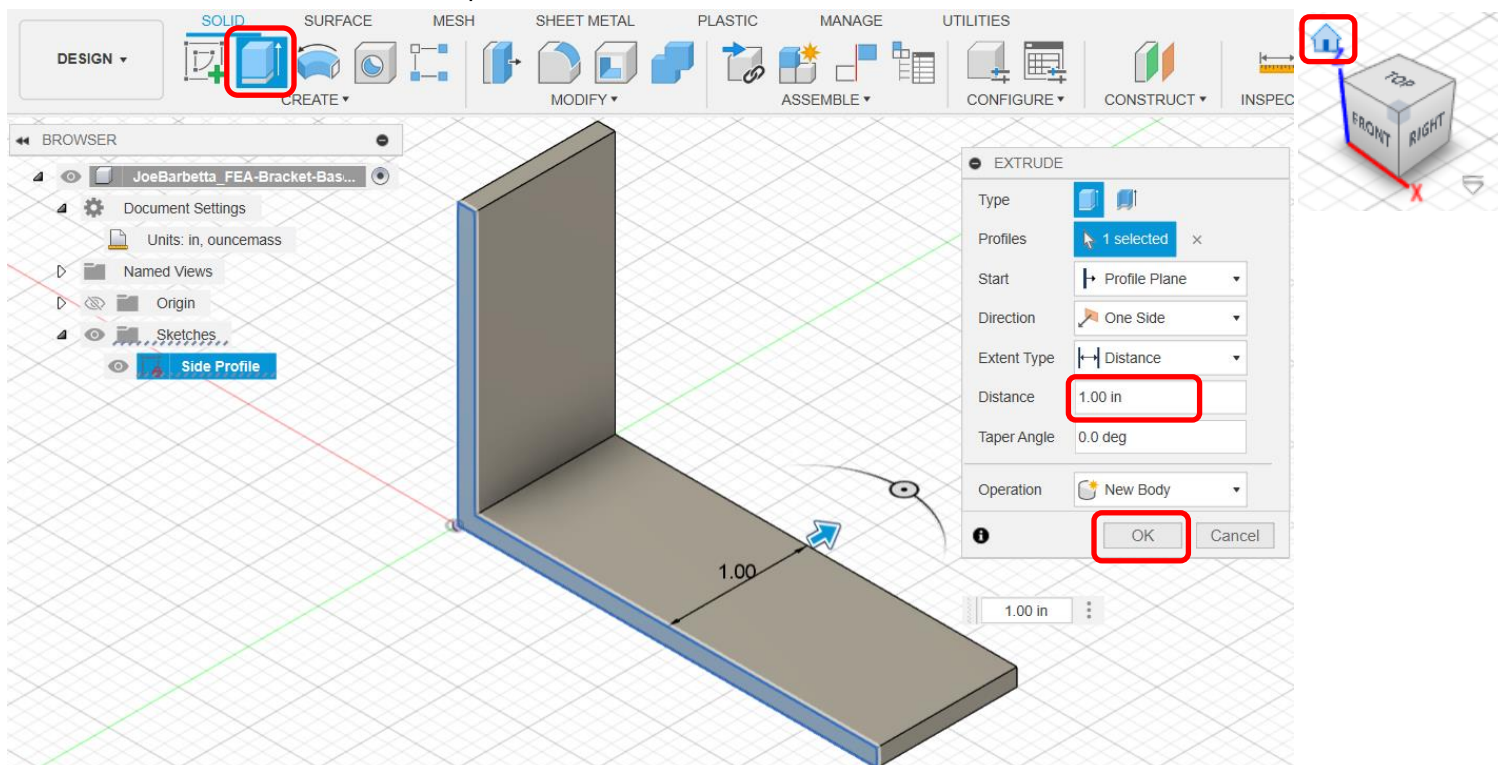 SOLID SURFACE MESH SHEET METAL PLASTIC MANAGE UTILITIES
DESIGN ▾
CREATE ▾ MODIFY ▾ ASSEMBLE ▾ CONFIGURE ▾ CONSTRUCT ▾ INSPEC
Z
TOP
FRONT RIGHT
X
BROWSER
JoeBarbetta_FEA-Bracket-Bas...
Document Settings
Units: in, ouncemass
Named Views
Origin
Sketches
Side Profile
EXTRUDE
Type
Profiles 1 selected ×
Start Profile Plane
Direction One Side
Extent Type Distance
Distance 1.00 in
Taper Angle 0.0 deg
Operation New Body
OK Cancel
1.00
1.00 in